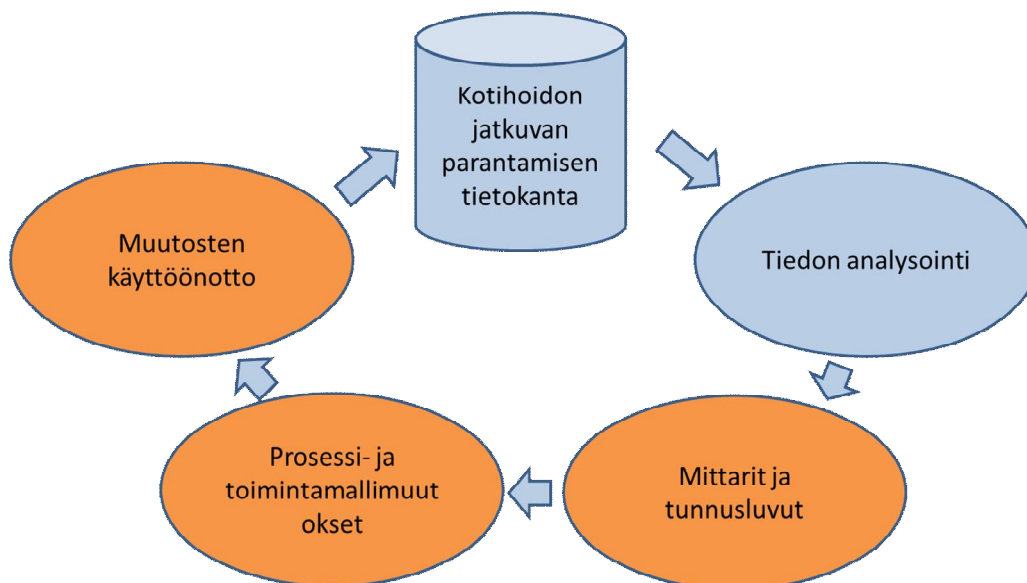 Kotihoidon
jatkuvan
parantamisen
tietokanta
Tiedon analysointi
Mittarit ja
tunnusluvut
Prosessi- ja
toimintamallimuut
okset
Muutosten
käyttöönotto